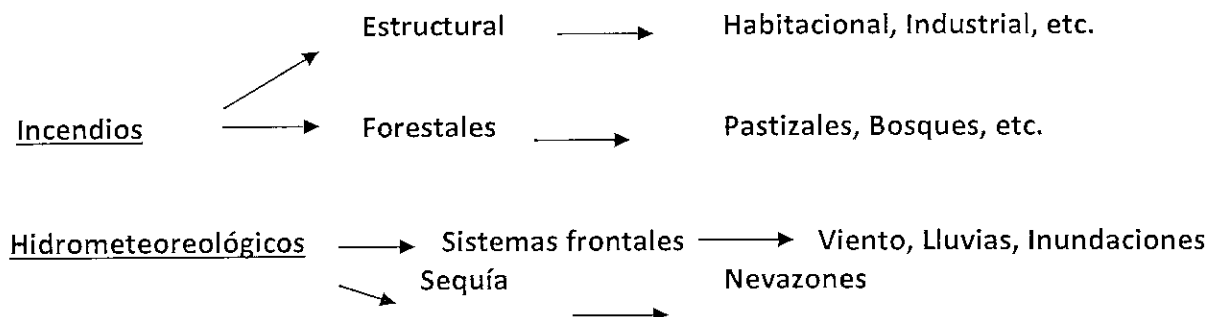 Estructural Habitacional, Industrial, etc.
Incendios Forestales Pastizales, Bosques, etc.
Hidrometeoreológicos Sistemas frontales Viento, Lluvias, Inundaciones
Sequía Nevazones